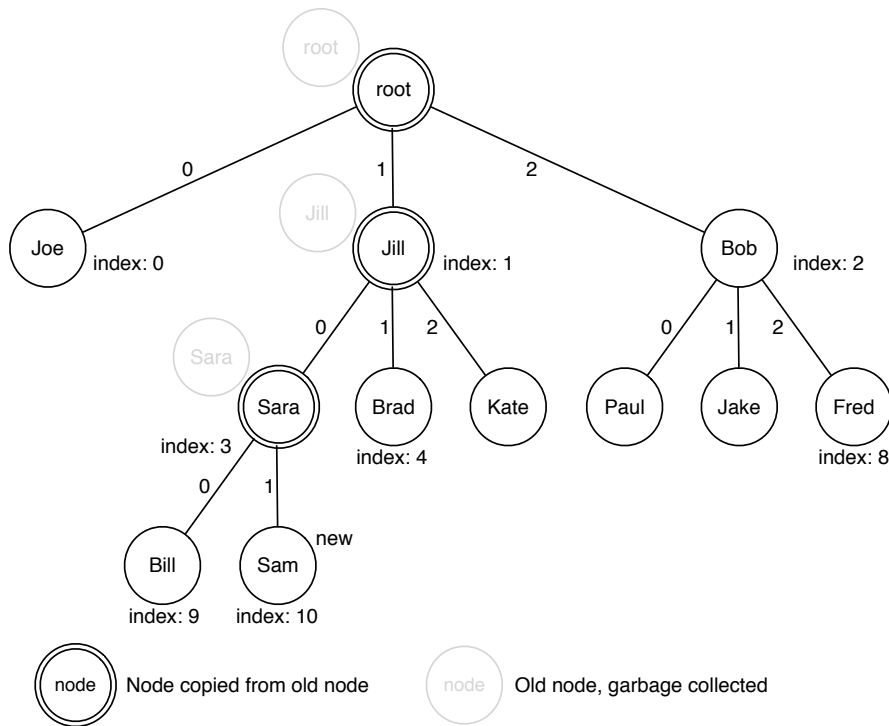 root
root
0
1
2
Jill
Joe
index: 0
Jill
index: 1
Bob
index: 2
0
1
2
0
1
2
Sara
Sara
Brad
Kate
Paul
Jake
Fred
index: 3
index: 4
index: 8
0
1
new
Bill
Sam
index: 9
index: 10
node
Node copied from old node
node
Old node, garbage collected